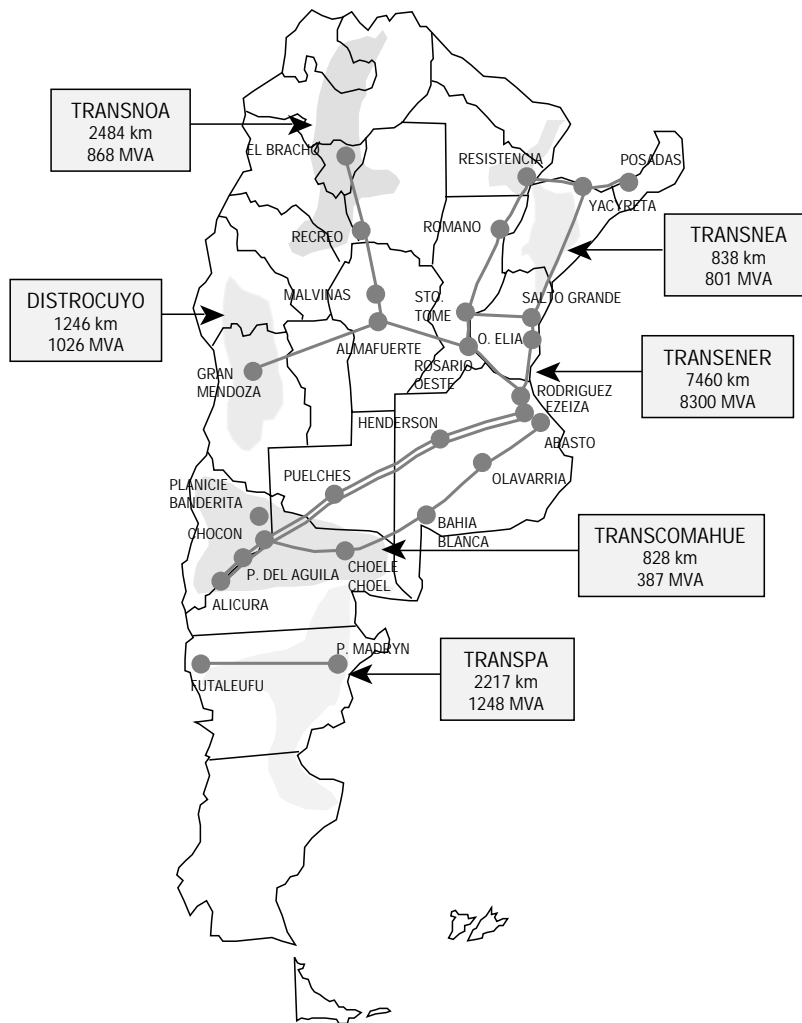 TRANSNOA
2484 km
868 MVA
EL BRACHO
RESISTENCIA
POSADAS
YACYRETA
RECREO
ROMANO
TRANSNEA
838 km
801 MVA
DISTROCUYO
1246 km
1026 MVA
MALVINAS
STO.
TOME
SALTO GRANDE
ALMAFUERTE
O. ELIA
GRAN
MENDOZA
ROSARIO
OESTE
TRANSENER
7460 km
8300 MVA
RODRIGUEZ
EZEIZA
HENDERSON
ABASTO
PUELCHES
OLAVARRIA
PLANICIE
BANDERITA
CHOCON
BAHIA
BLANCA
TRANSCOMAHUE
828 km
387 MVA
P. DEL AGUILA
CHOELE
CHOEL
ALICURA
P. MADRYN
FUTALEUFU
TRANSPA
2217 km
1248 MVA